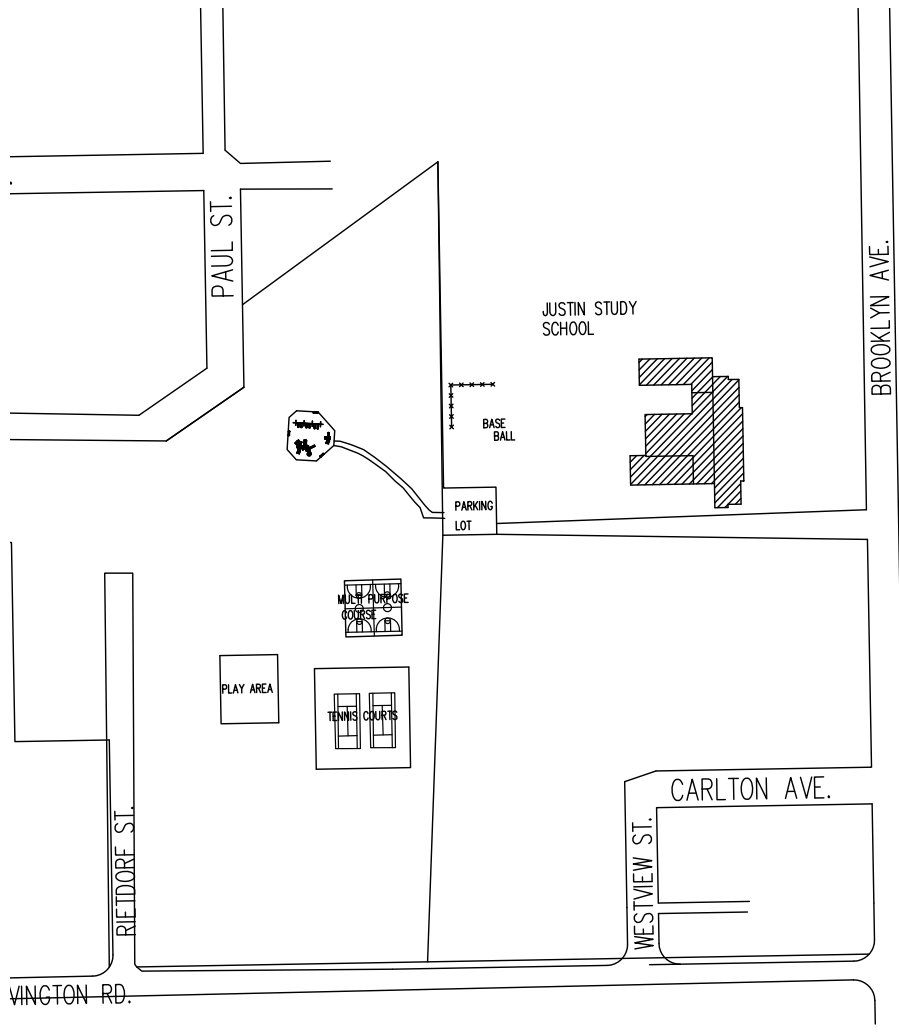 PAUL ST.
BROOKLYN AVE.
JUSTIN STUDY
SCHOOL
BASE
BALL
PARKING
LOT
MULTI PURPOSE
COURSE
PLAY AREA
TENNIS COURTS
CARLTON AVE.
RIETDORF ST.
WESTVIEW ST.
VINGTON RD.